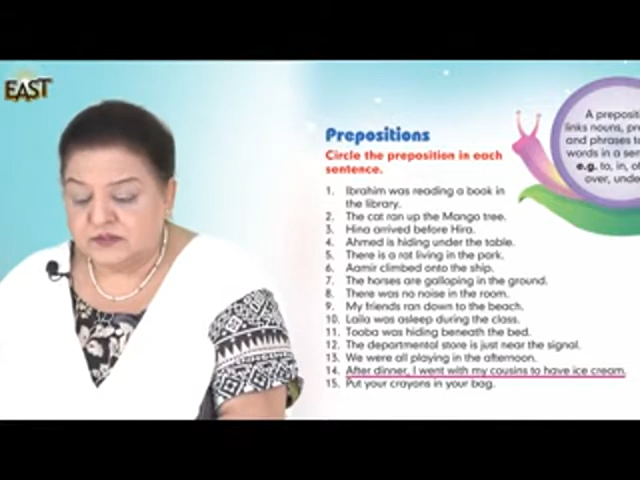 EAST
Prepositions
Circle the preposition in each
sentence.
1. Ibrahim was reading a book in
the library.
2. The cat ran up the Mango tree.
3. Hina arrived before Hira.
4. Ahmed is hiding under the table.
5. There is a rat living in the park.
6. Aamir climbed onto the ship.
7. The horses are galloping in the ground.
8. There was no noise in the room.
9. My friends ran down to the beach.
10. Laila was asleep during the class.
11. Tooba was hiding beneath the bed.
12. The departmental store is just near the signal.
13. We were all playing in the afternoon.
14. After dinner, I went with my cousins to have ice cream.
15. Put your crayons in your bag.
A preposit
links nouns, pr
and phrases t
words in a se
e.g. to, in, o
over, unde